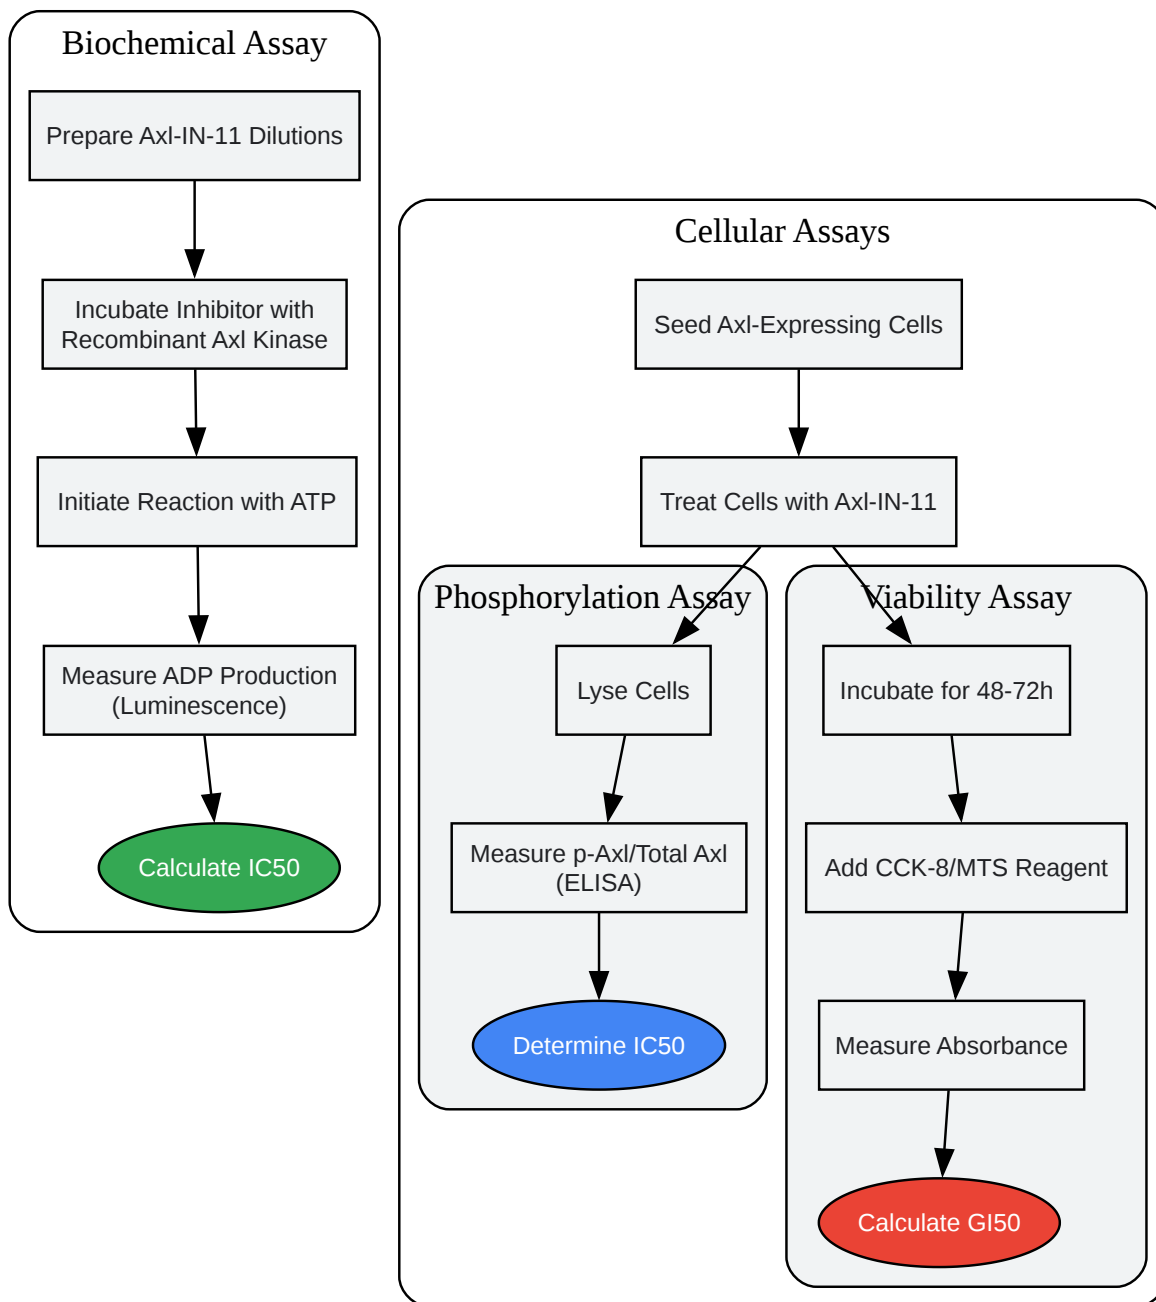 Biochemical Assay
Prepare Axl-IN-11 Dilutions
Incubate Inhibitor with
Recombinant Axl Kinase
Initiate Reaction with ATP
Measure ADP Production
(Luminescence)
Calculate IC50
Cellular Assays
Seed Axl-Expressing Cells
Treat Cells with Axl-IN-11
Phosphorylation Assay
Lyse Cells
Measure p-Axl/Total Axl
(ELISA)
Determine IC50
Viability Assay
Incubate for 48-72h
Add CCK-8/MTS Reagent
Measure Absorbance
Calculate GI50